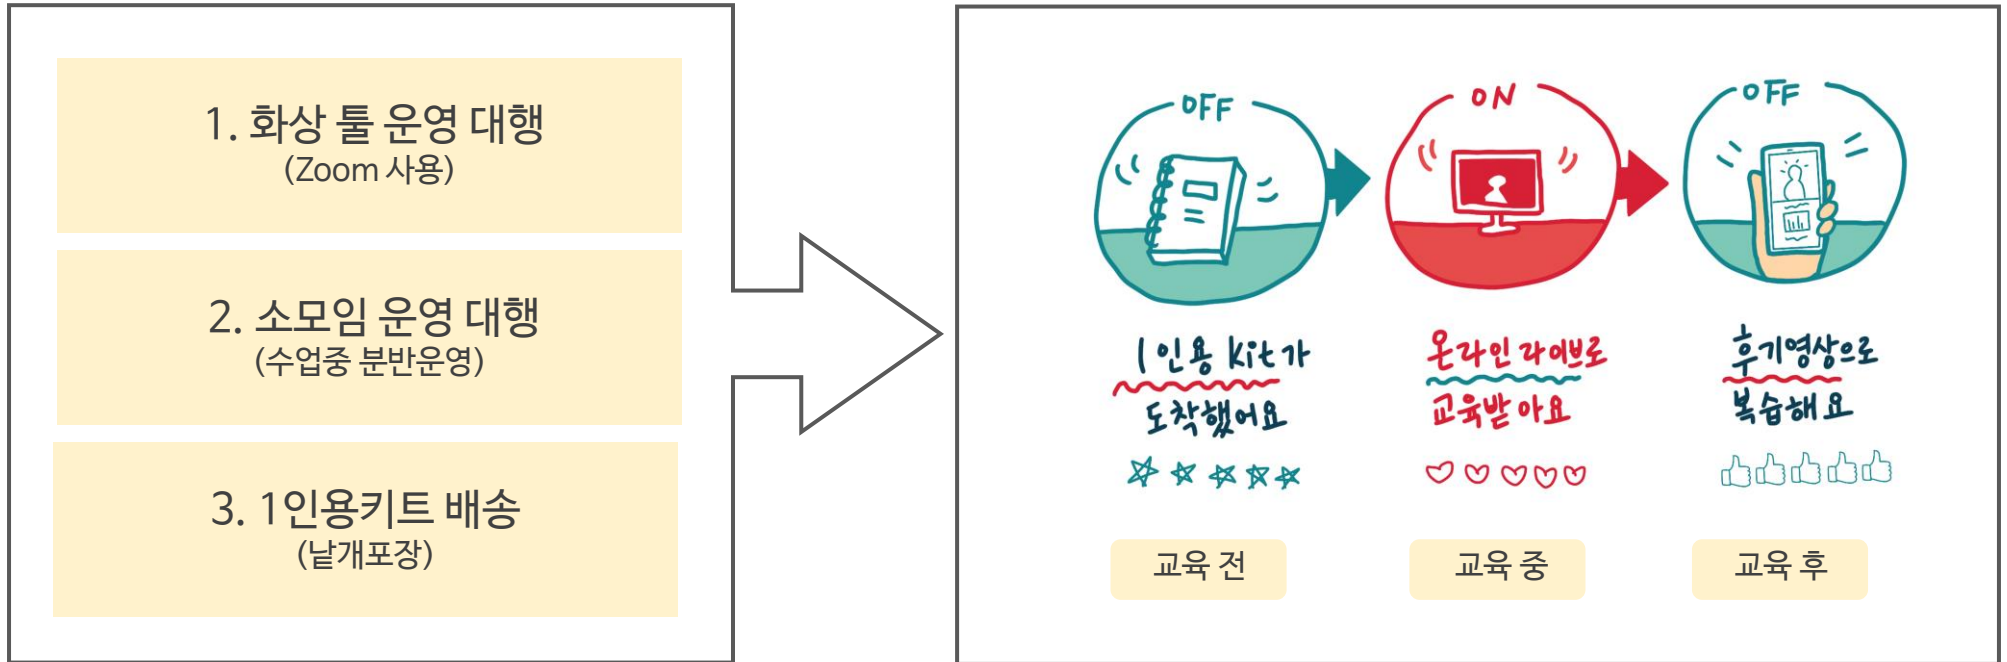 1. 화상 툴 운영 대행
(Zoom 사용)
2. 소모임 운영 대행
(수업중 분반운영)
3. 1인용키트 배송
(낱개포장)
OFF
1인용 kit가
도착했어요
교육 전
ON
온라인 라이브로
교육받아요
교육 중
OFF
후기영상으로
복습해요
교육 후